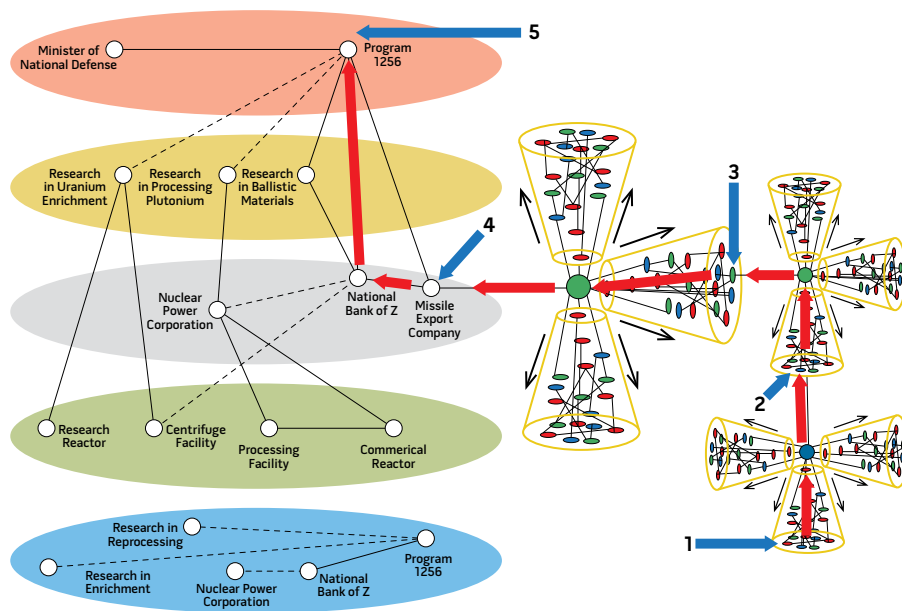 5
Minister of
National Defense
Program
1256
Research
in Uranium
Enrichment
Research
in Processing
Plutonium
Research
in Ballistic
Materials
3
4
Nuclear
Power
Corporation
National
Bank of Z
Missile
Export
Company
2
Research
Reactor
Centrifuge
Facility
Processing
Facility
Commerical
Reactor
1
Research in
Reprocessing
Research in
Enrichment
Nuclear Power
Corporation
National
Bank of Z
Program
1256